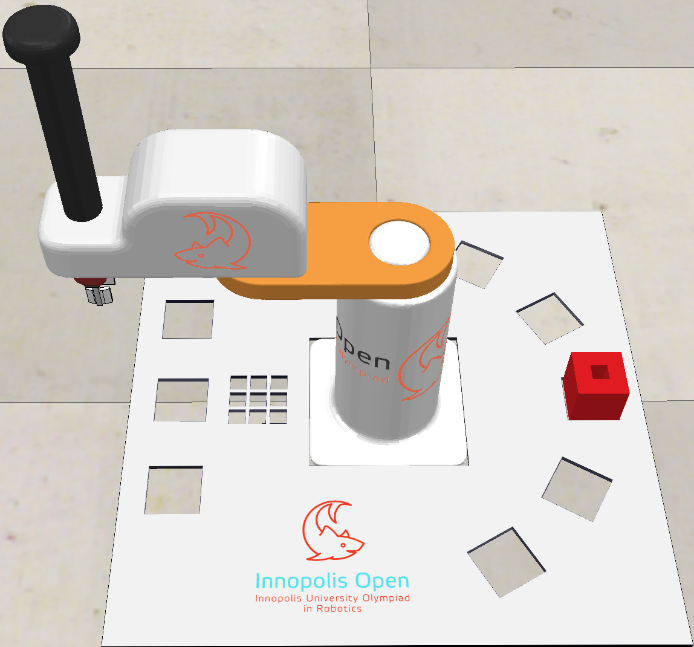 Open
Innopolis Open
Innopolis University Olympiad
in Robotics